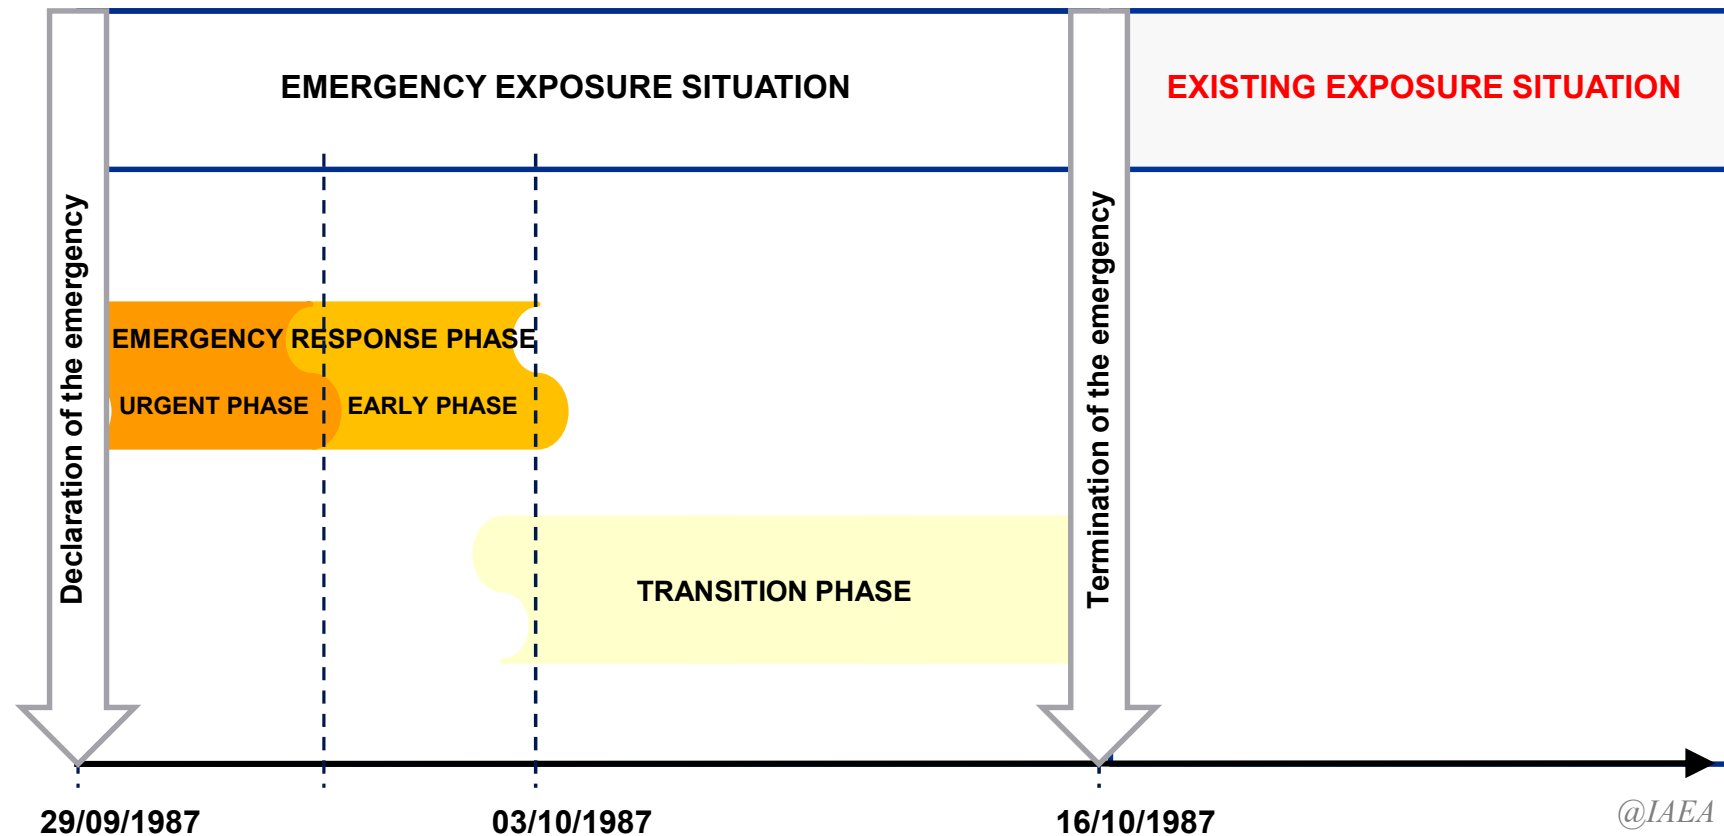 EMERGENCY EXPOSURE SITUATION
EXISTING EXPOSURE SITUATION
Declaration of the emergency
Termination of the emergency
EMERGENCY RESPONSE PHASE
URGENT PHASE
EARLY PHASE
TRANSITION PHASE
29/09/1987
03/10/1987
16/10/1987
@IAEA